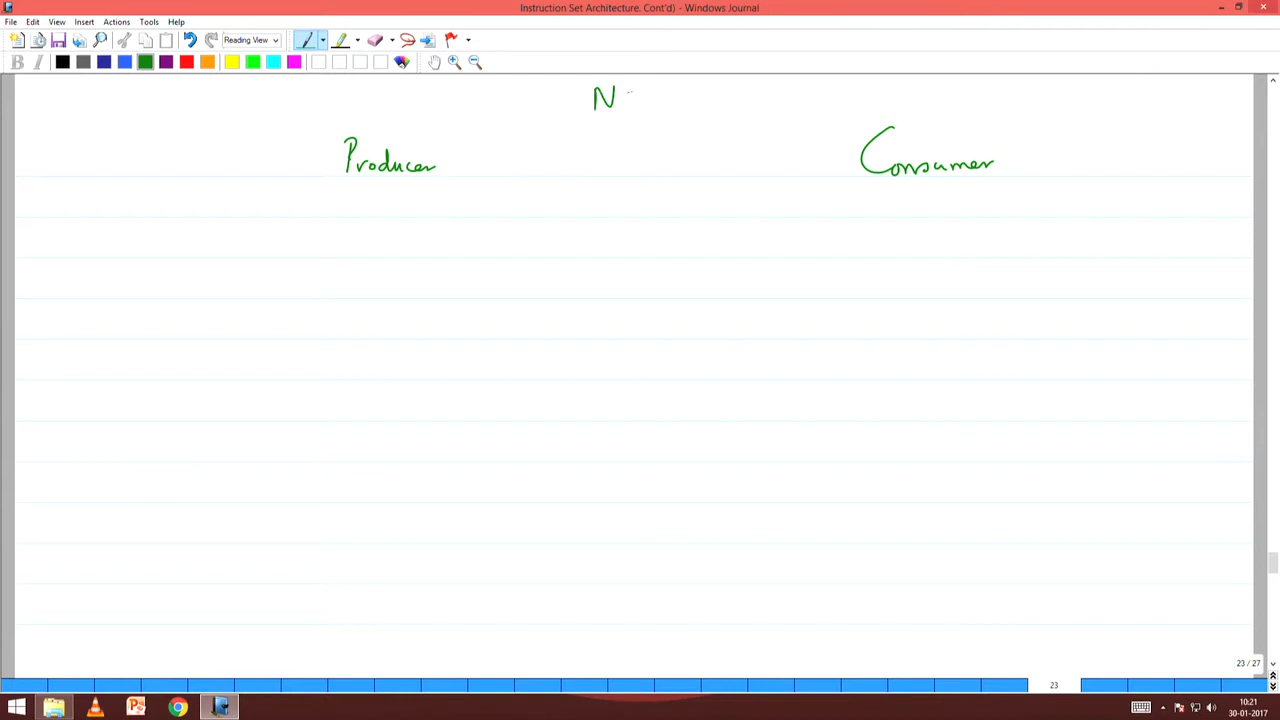 Instruction Set Architecture. Cont'd) - Windows Journal
File Edit View Insert Actions Tools Help
Reading View
B I
N
Producer Consumer
23 / 27
23
10:21
30-01-2017